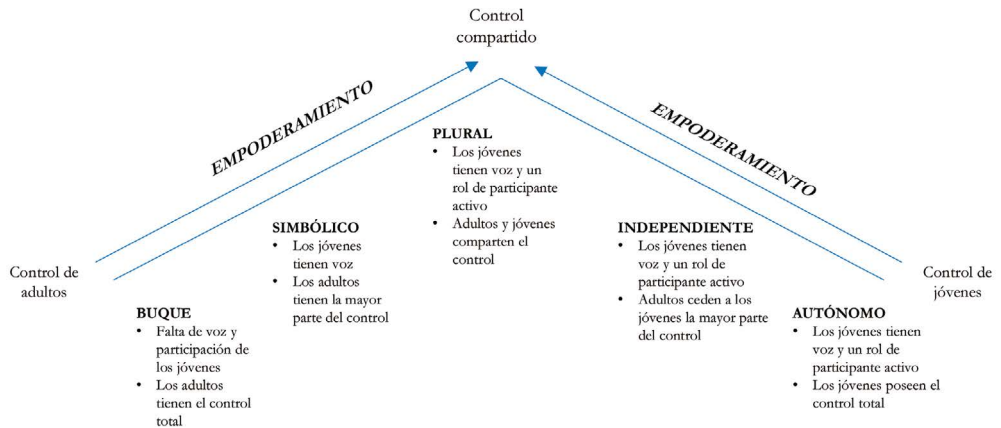 Control
compartido
EMPODERAMIENTO
EMPODERAMIENTO
Control de
adultos
Control de
jóvenes
BUQUE
• Falta de voz y
participación de
los jóvenes
• Los adultos
tienen el control
total
SIMBÓLICO
• Los jóvenes
tienen voz
• Los adultos
tienen la mayor
parte del control
PLURAL
• Los jóvenes
tienen voz y un
rol de participante
activo
• Adultos y jóvenes
comparten el
control
INDEPENDIENTE
• Los jóvenes tienen
voz y un rol de
participante activo
• Adultos ceden a los
jóvenes la mayor parte
del control
AUTÓNOMO
• Los jóvenes tienen
voz y un rol de
participante activo
• Los jóvenes poseen el
control total